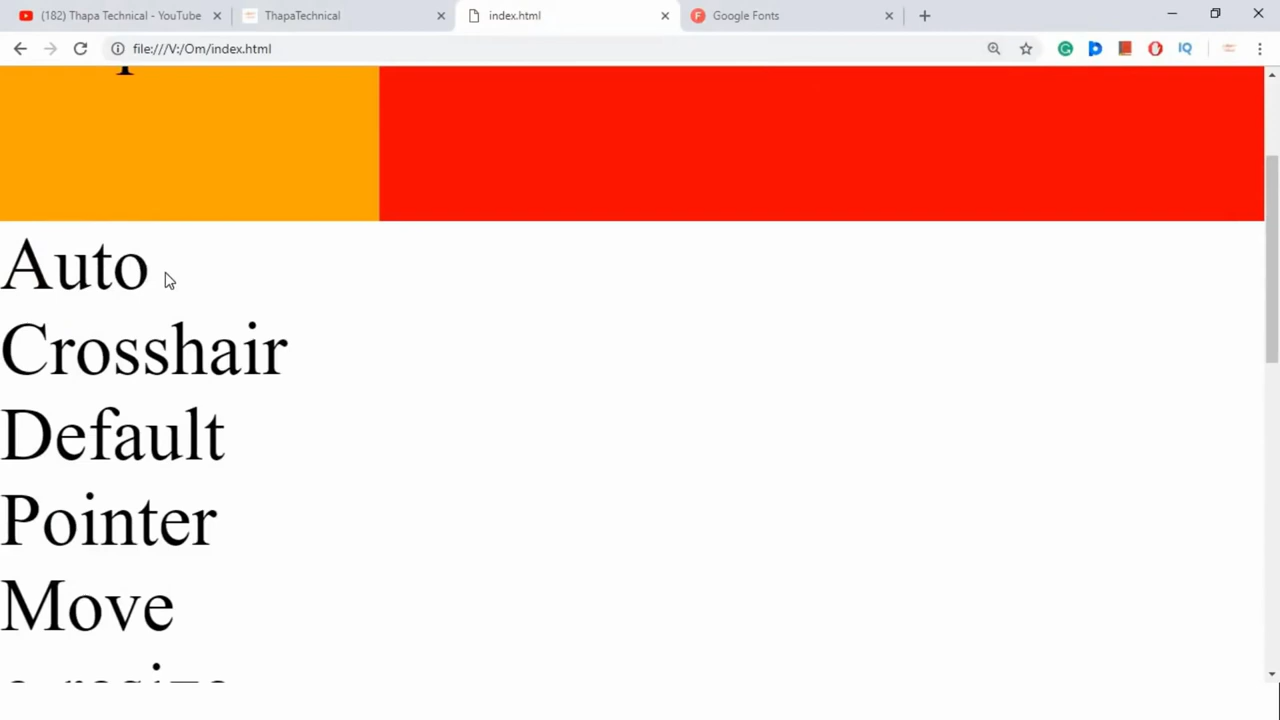 (182) Thapa Technical - YouTube
ThapaTechnical
index.html
Google Fonts
file:///V:/Om/index.html
Auto
Crosshair
Default
Pointer
Move